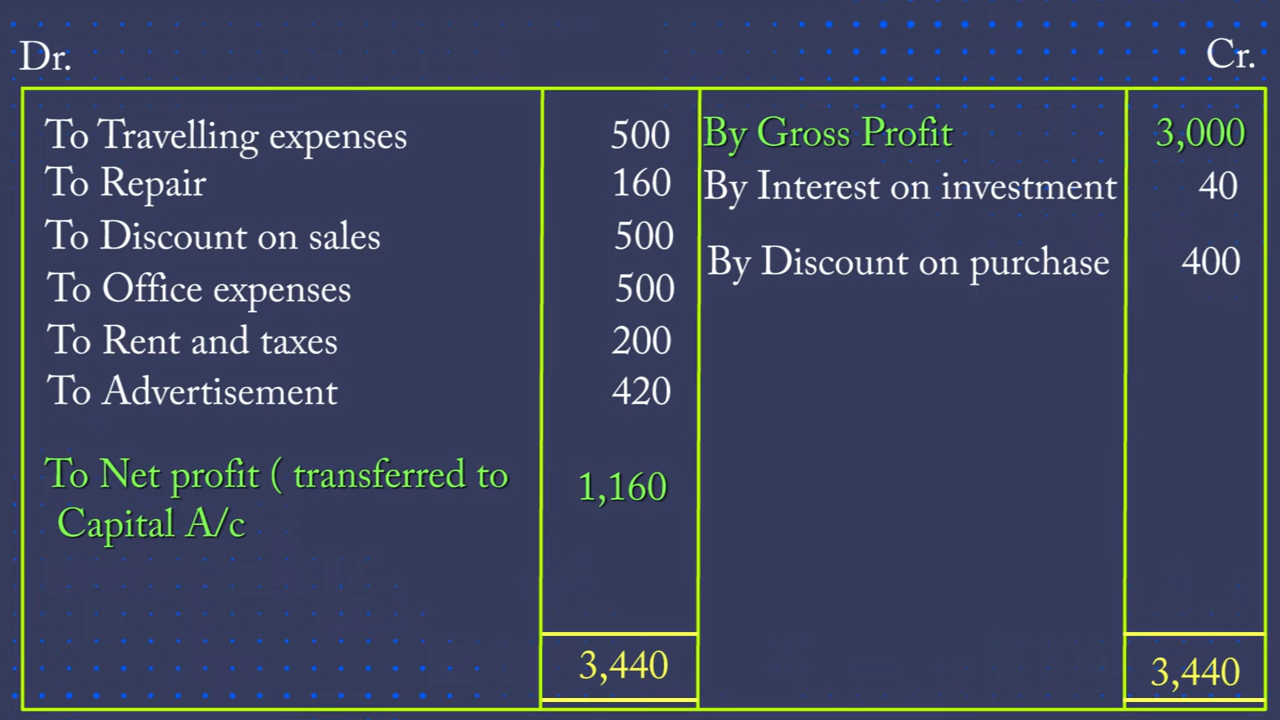 Dr. Cr.
To Travelling expenses 500 By Gross Profit 3,000
To Repair 160 By Interest on investment 40
To Discount on sales 500 By Discount on purchase 400
To Office expenses 500
To Rent and taxes 200
To Advertisement 420
To Net profit ( transferred to 1,160
Capital A/c
3,440 3,440